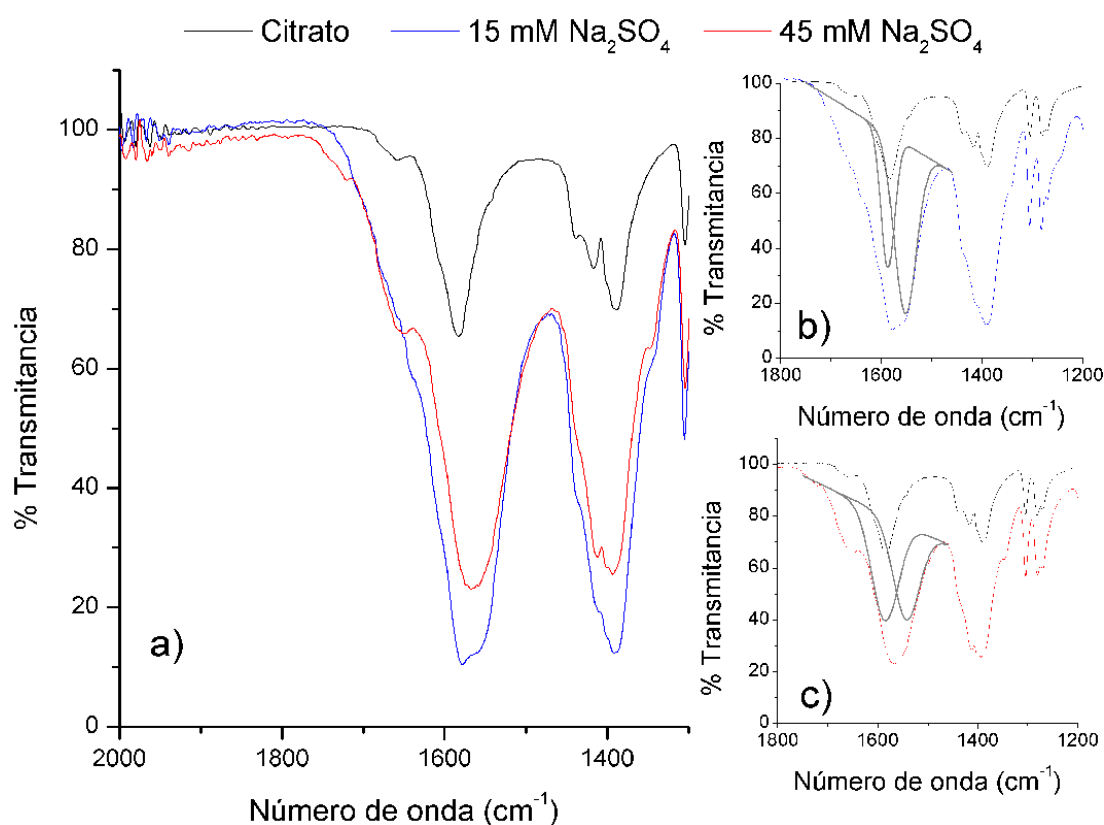 Citrato 15 mM Na₂SO₄ 45 mM Na₂SO₄
% Transmitancia
100
80
60
40
20
0
2000 1800 1600 1400
Número de onda (cm⁻¹)
a)
% Transmitancia
100
80
60
40
20
0
1800 1600 1400 1200
Número de onda (cm⁻¹)
b)
% Transmitancia
100
80
60
40
20
0
1800 1600 1400 1200
Número de onda (cm⁻¹)
c)